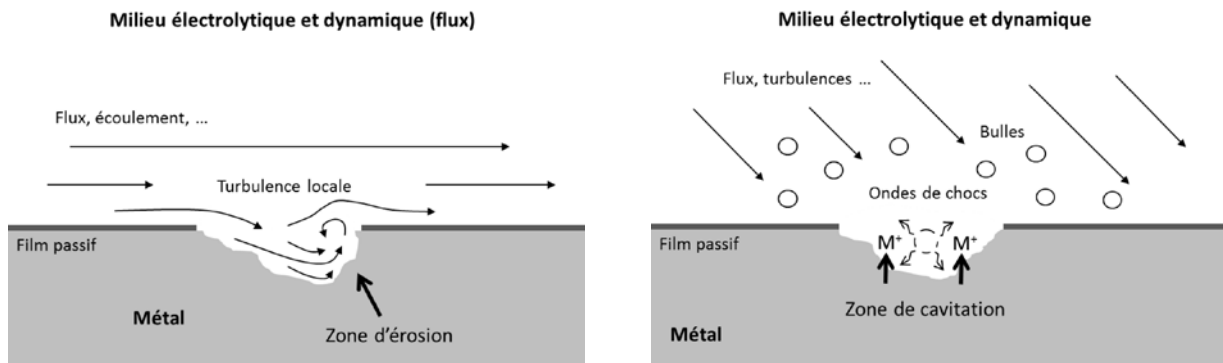 Milieu électrolytique et dynamique (flux)
Flux, écoulement, ...
Turbulence locale
Film passif
Métal
Zone d'érosion
Milieu électrolytique et dynamique
Flux, turbulences ...
Bulles
Ondes de chocs
Film passif
M⁺ M⁺
Zone de cavitation
Métal